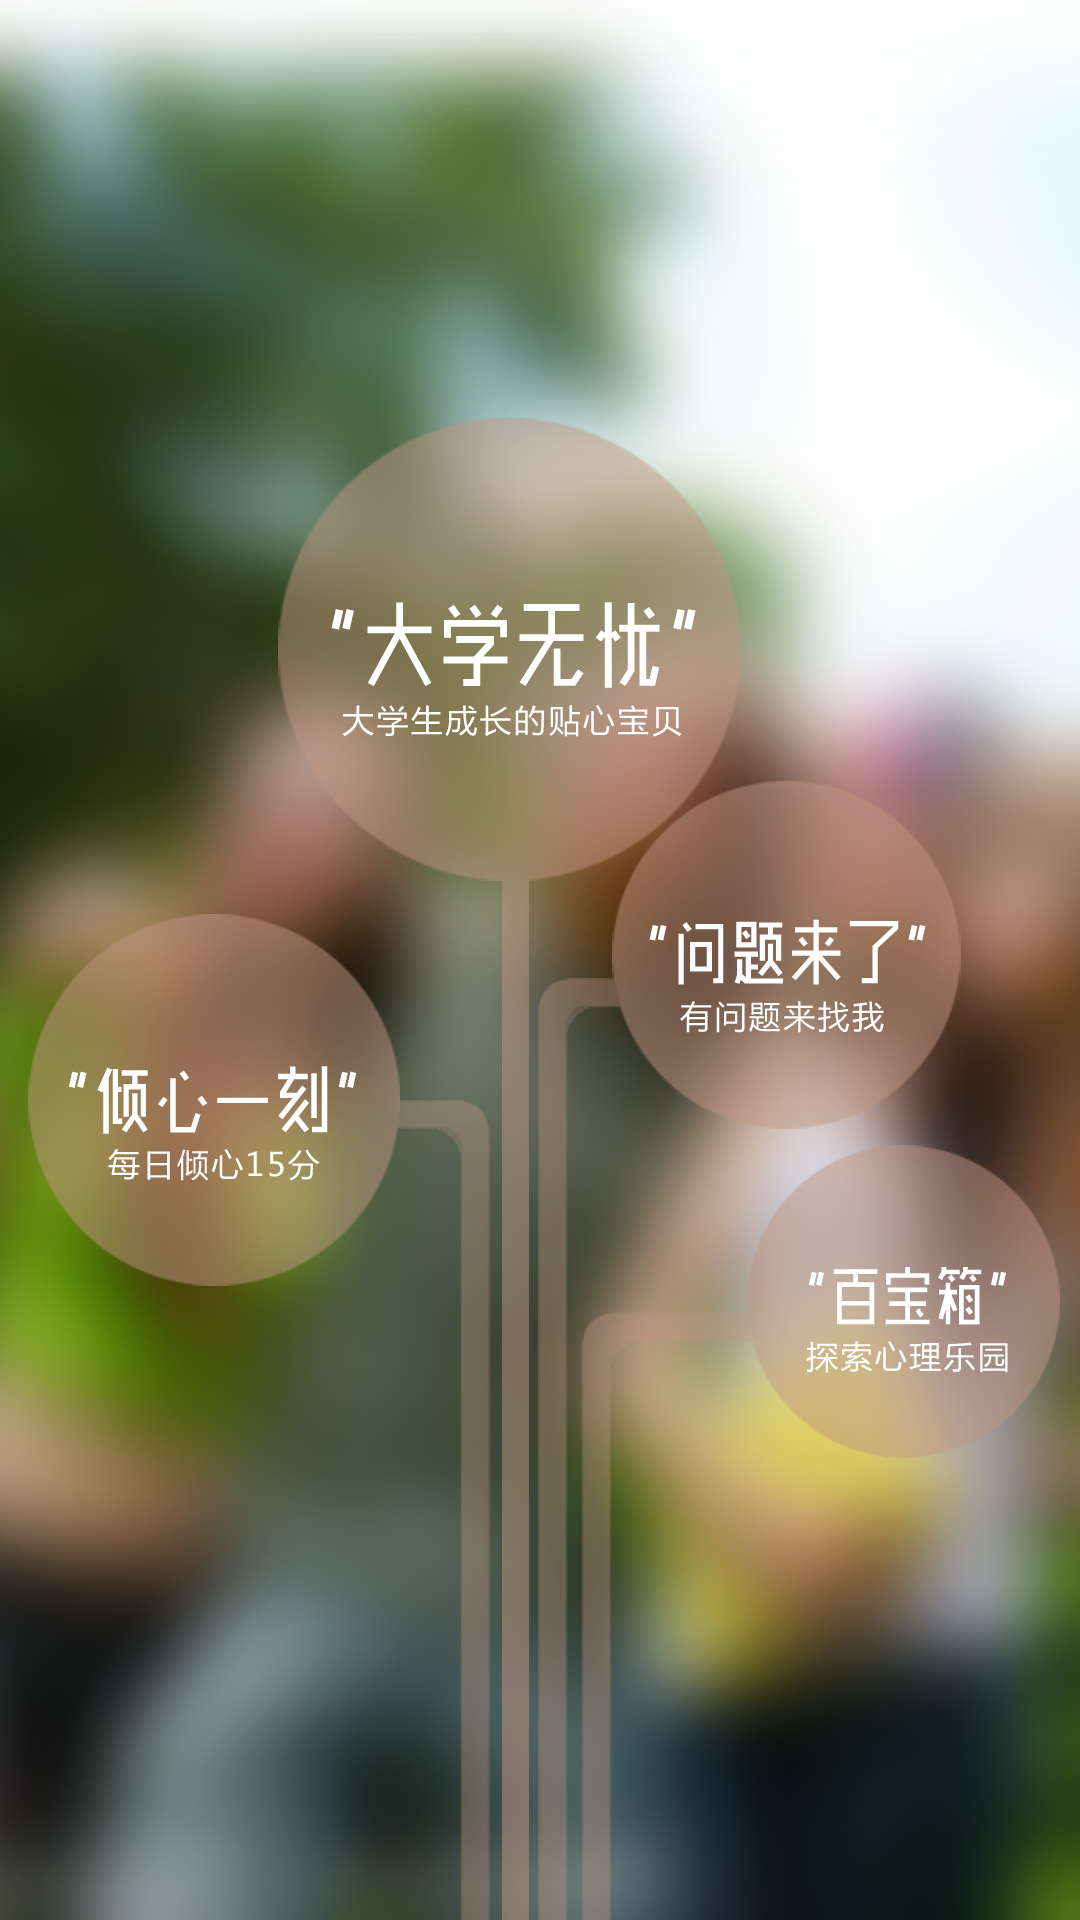 "大学无忧"
大学生成长的贴心宝贝
"问题来了"
有问题来找我
"倾心一刻"
每日倾心15分
"百宝箱"
探索心理乐园